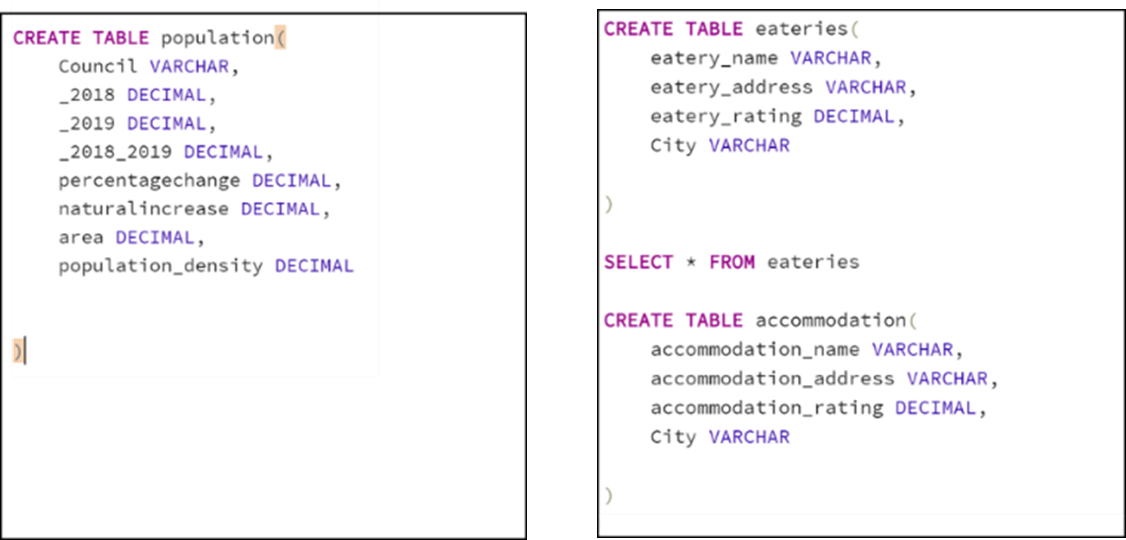 CREATE TABLE population(
Council VARCHAR,
_2018 DECIMAL,
_2019 DECIMAL,
_2018_2019 DECIMAL,
percentagechange DECIMAL,
naturalincrease DECIMAL,
area DECIMAL,
population_density DECIMAL
)
CREATE TABLE eateries(
eatery_name VARCHAR,
eatery_address VARCHAR,
eatery_rating DECIMAL,
City VARCHAR
)
SELECT * FROM eateries
CREATE TABLE accommodation(
accommodation_name VARCHAR,
accommodation_address VARCHAR,
accommodation_rating DECIMAL,
City VARCHAR
)